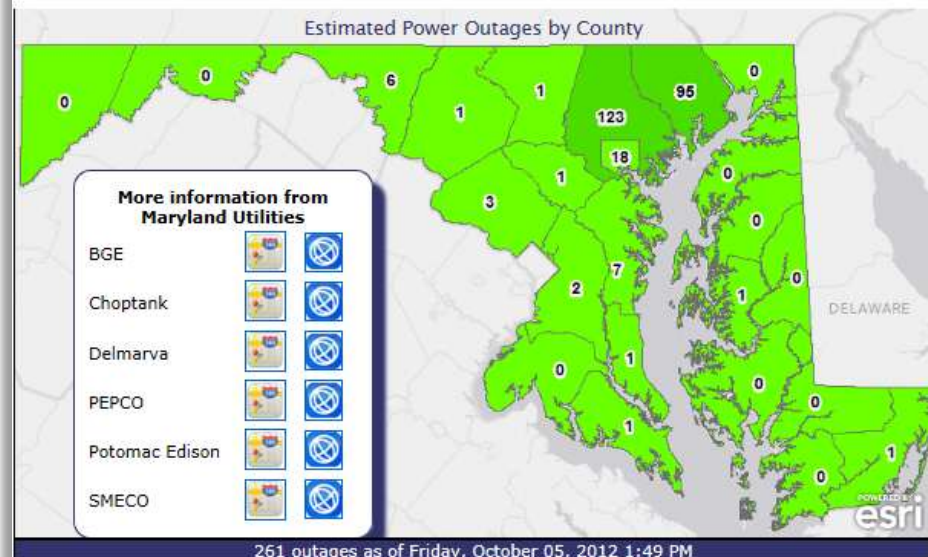 Estimated Power Outages by County
0
0
6
1
1
123
95
0
18
1
3
0
0
7
2
1
0
DELAWARE
1
0
1
0
0
1
0
More information from
Maryland Utilities
BGE
Choptank
Delmarva
PEPCO
Potomac Edison
SMECO
POWERED BY
esri
261 outages as of Friday, October 05, 2012 1:49 PM